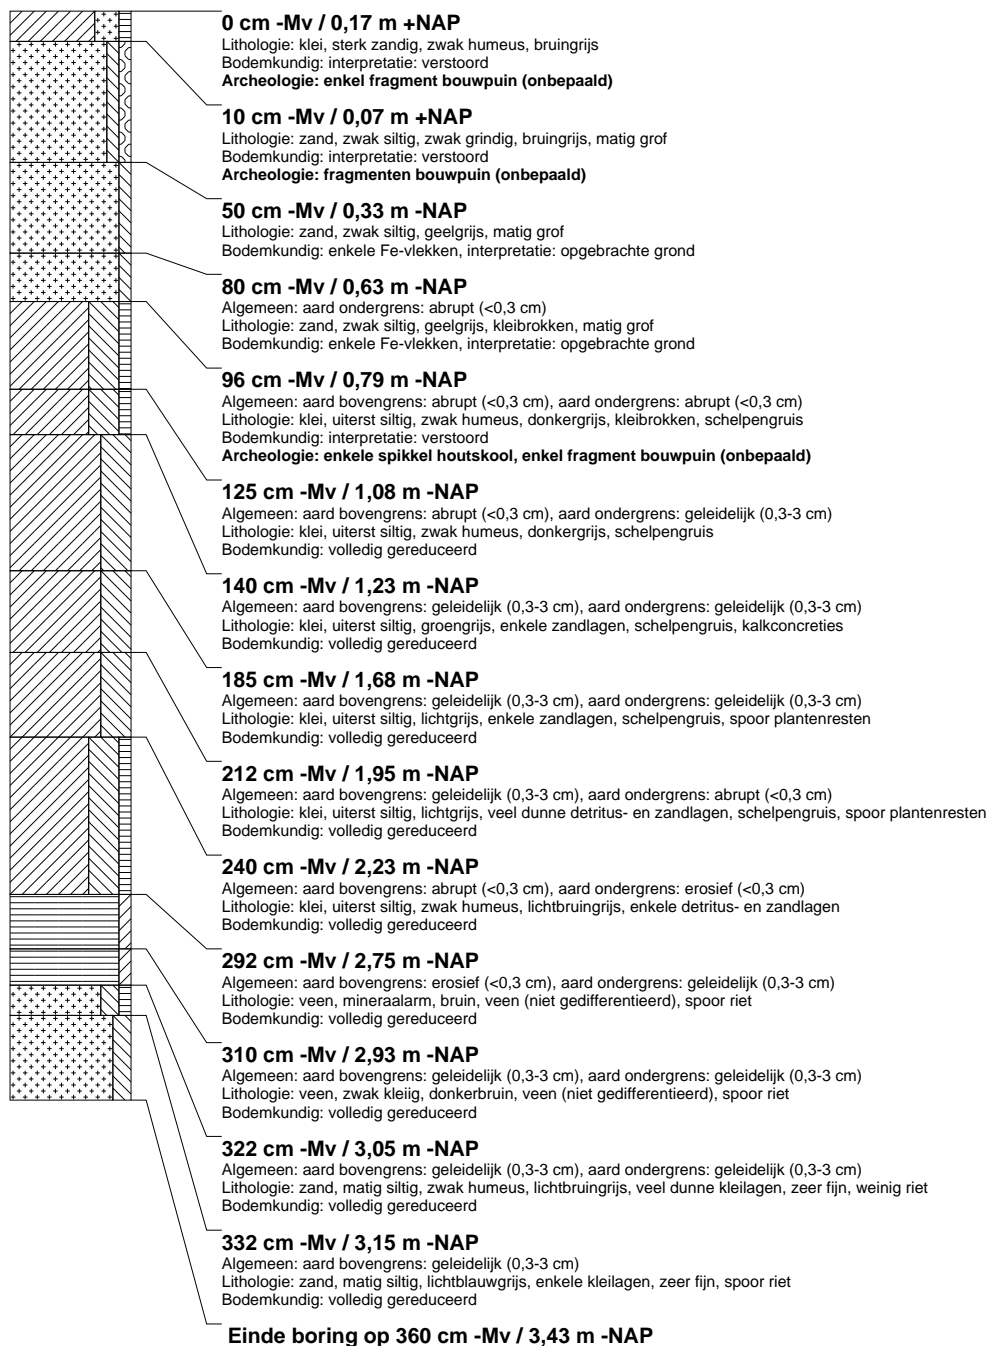 0 cm -Mv / 0,17 m +NAP
Lithologie: klei, sterk zandig, zwak humeus, bruingrijs
Bodemkundig: interpretatie: verstoord
Archeologie: enkel fragment bouwpuin (onbepaald)
10 cm -Mv / 0,07 m +NAP
Lithologie: zand, zwak siltig, zwak grindig, bruingrijs, matig grof
Bodemkundig: interpretatie: verstoord
Archeologie: fragmenten bouwpuin (onbepaald)
50 cm -Mv / 0,33 m -NAP
Lithologie: zand, zwak siltig, geelgrijs, matig grof
Bodemkundig: enkele Fe-vlekken, interpretatie: opgebrachte grond
80 cm -Mv / 0,63 m -NAP
Algemeen: aard ondergrens: abrupt (<0,3 cm)
Lithologie: zand, zwak siltig, geelgrijs, kleibrokken, matig grof
Bodemkundig: enkele Fe-vlekken, interpretatie: opgebrachte grond
96 cm -Mv / 0,79 m -NAP
Algemeen: aard bovengrens: abrupt (<0,3 cm), aard ondergrens: abrupt (<0,3 cm)
Lithologie: klei, uiterst siltig, zwak humeus, donkergrijs, kleibrokken, schelpengruis
Bodemkundig: interpretatie: verstoord
Archeologie: enkele spikkel houtskool, enkel fragment bouwpuin (onbepaald)
125 cm -Mv / 1,08 m -NAP
Algemeen: aard bovengrens: abrupt (<0,3 cm), aard ondergrens: geleidelijk (0,3-3 cm)
Lithologie: klei, uiterst siltig, zwak humeus, donkergrijs, schelpengruis
Bodemkundig: volledig gereduceerd
140 cm -Mv / 1,23 m -NAP
Algemeen: aard bovengrens: geleidelijk (0,3-3 cm), aard ondergrens: geleidelijk (0,3-3 cm)
Lithologie: klei, uiterst siltig, groengrijs, enkele zandlagen, schelpengruis, kalkconcreties
Bodemkundig: volledig gereduceerd
185 cm -Mv / 1,68 m -NAP
Algemeen: aard bovengrens: geleidelijk (0,3-3 cm), aard ondergrens: geleidelijk (0,3-3 cm)
Lithologie: klei, uiterst siltig, lichtgrijs, enkele zandlagen, schelpengruis, spoor plantenresten
Bodemkundig: volledig gereduceerd
212 cm -Mv / 1,95 m -NAP
Algemeen: aard bovengrens: geleidelijk (0,3-3 cm), aard ondergrens: abrupt (<0,3 cm)
Lithologie: klei, uiterst siltig, lichtgrijs, veel dunne detritus- en zandlagen, schelpengruis, spoor plantenresten
Bodemkundig: volledig gereduceerd
240 cm -Mv / 2,23 m -NAP
Algemeen: aard bovengrens: abrupt (<0,3 cm), aard ondergrens: erosief (<0,3 cm)
Lithologie: klei, uiterst siltig, zwak humeus, lichtbruingrijs, enkele detritus- en zandlagen
Bodemkundig: volledig gereduceerd
292 cm -Mv / 2,75 m -NAP
Algemeen: aard bovengrens: erosief (<0,3 cm), aard ondergrens: geleidelijk (0,3-3 cm)
Lithologie: veen, mineraalarm, bruin, veen (niet gedifferentieerd), spoor riet
Bodemkundig: volledig gereduceerd
310 cm -Mv / 2,93 m -NAP
Algemeen: aard bovengrens: geleidelijk (0,3-3 cm), aard ondergrens: geleidelijk (0,3-3 cm)
Lithologie: veen, zwak kleiig, donkerbruin, veen (niet gedifferentieerd), spoor riet
Bodemkundig: volledig gereduceerd
322 cm -Mv / 3,05 m -NAP
Algemeen: aard bovengrens: geleidelijk (0,3-3 cm), aard ondergrens: geleidelijk (0,3-3 cm)
Lithologie: zand, matig siltig, zwak humeus, lichtbruingrijs, veel dunne kleilagen, zeer fijn, weinig riet
Bodemkundig: volledig gereduceerd
332 cm -Mv / 3,15 m -NAP
Algemeen: aard bovengrens: geleidelijk (0,3-3 cm)
Lithologie: zand, matig siltig, lichtblauwgrijs, enkele kleilagen, zeer fijn, spoor riet
Bodemkundig: volledig gereduceerd
Einde boring op 360 cm -Mv / 3,43 m -NAP